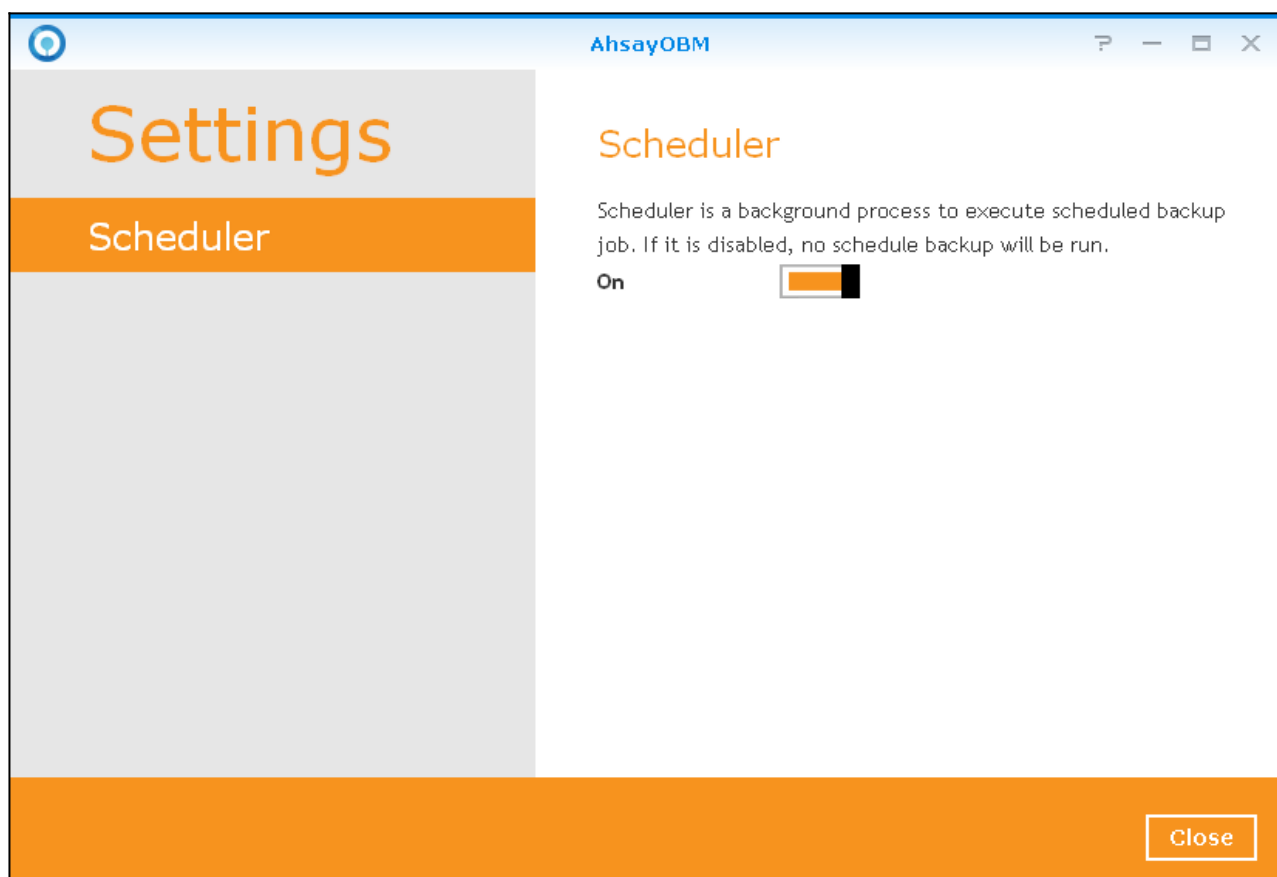 AhsayOBM
Settings
Scheduler
Scheduler
Scheduler is a background process to execute scheduled backup
job. If it is disabled, no schedule backup will be run.
On
Close